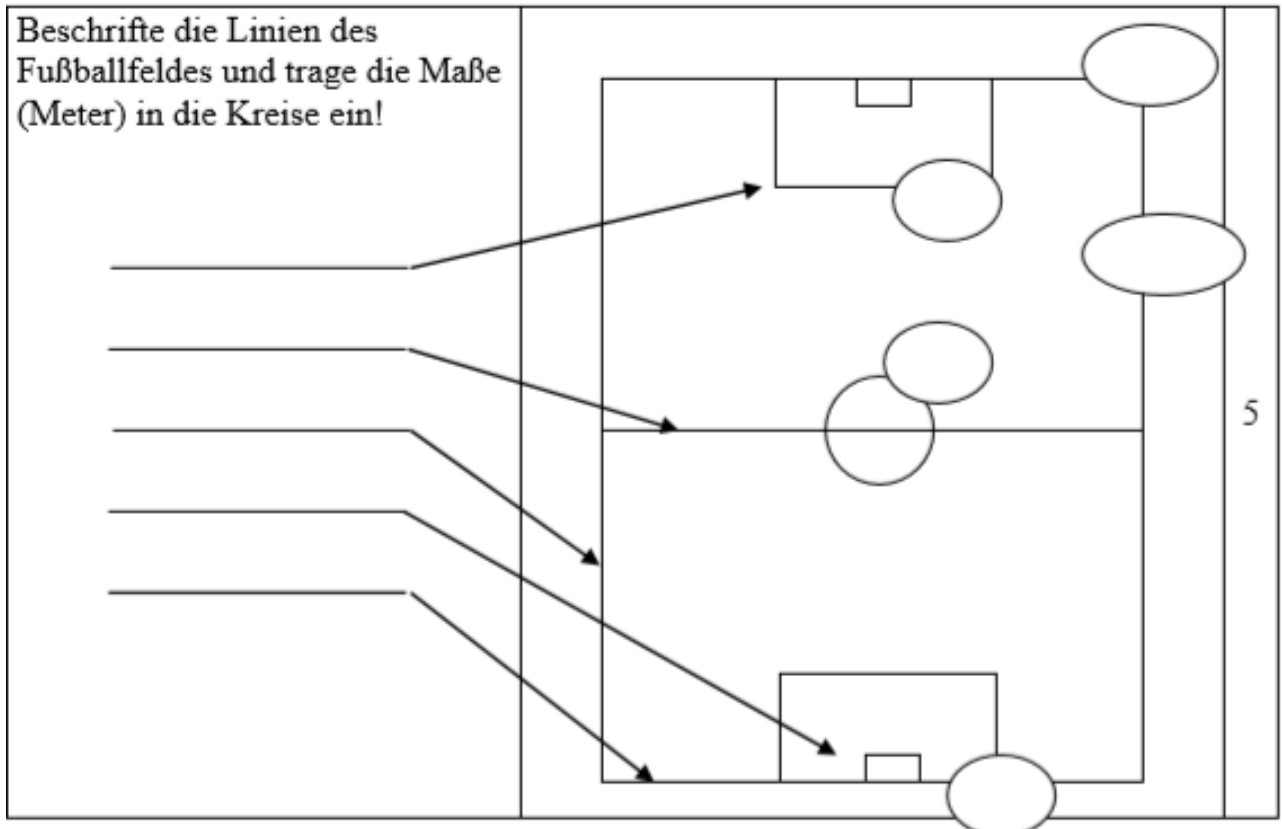 Beschrifte die Linien des
Fußballfeldes und trage die Maße
(Meter) in die Kreise ein!
5